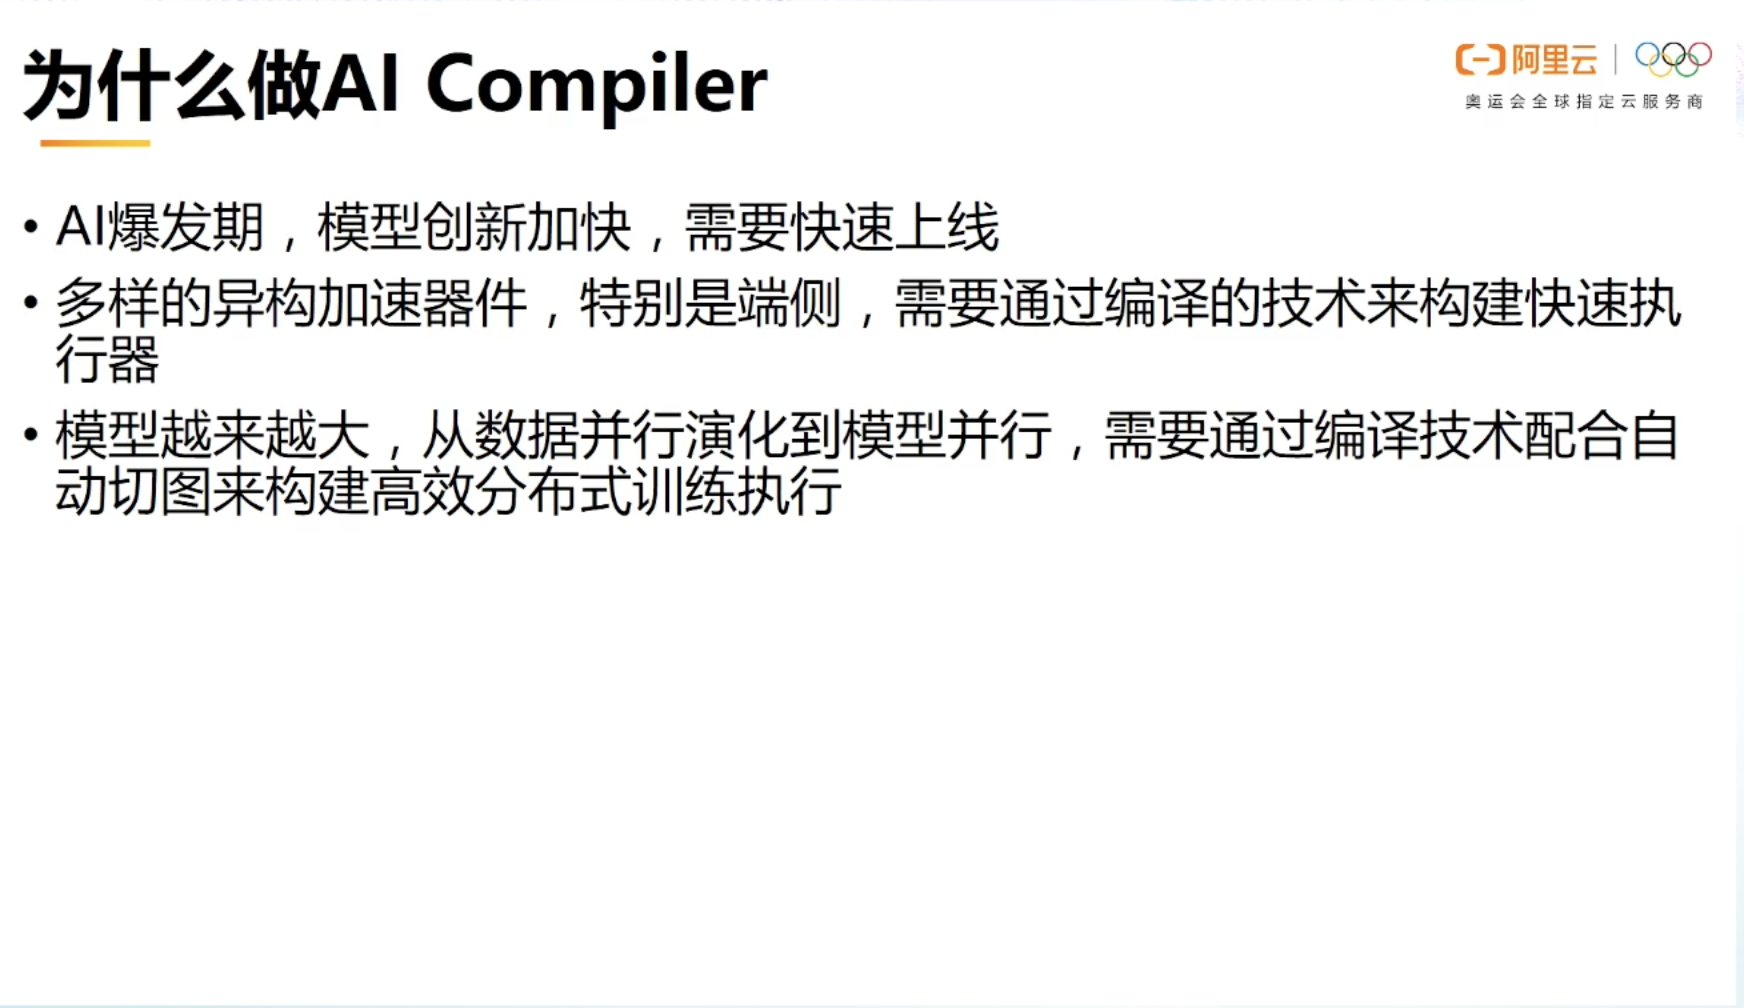 为什么做AI Compiler
阿里云
奥运会全球指定云服务商
• AI爆发期，模型创新加快，需要快速上线
• 多样的异构加速器件，特别是端侧，需要通过编译的技术来构建快速执
行器
• 模型越来越大，从数据并行演化到模型并行，需要通过编译技术配合自
动切图来构建高效分布式训练执行